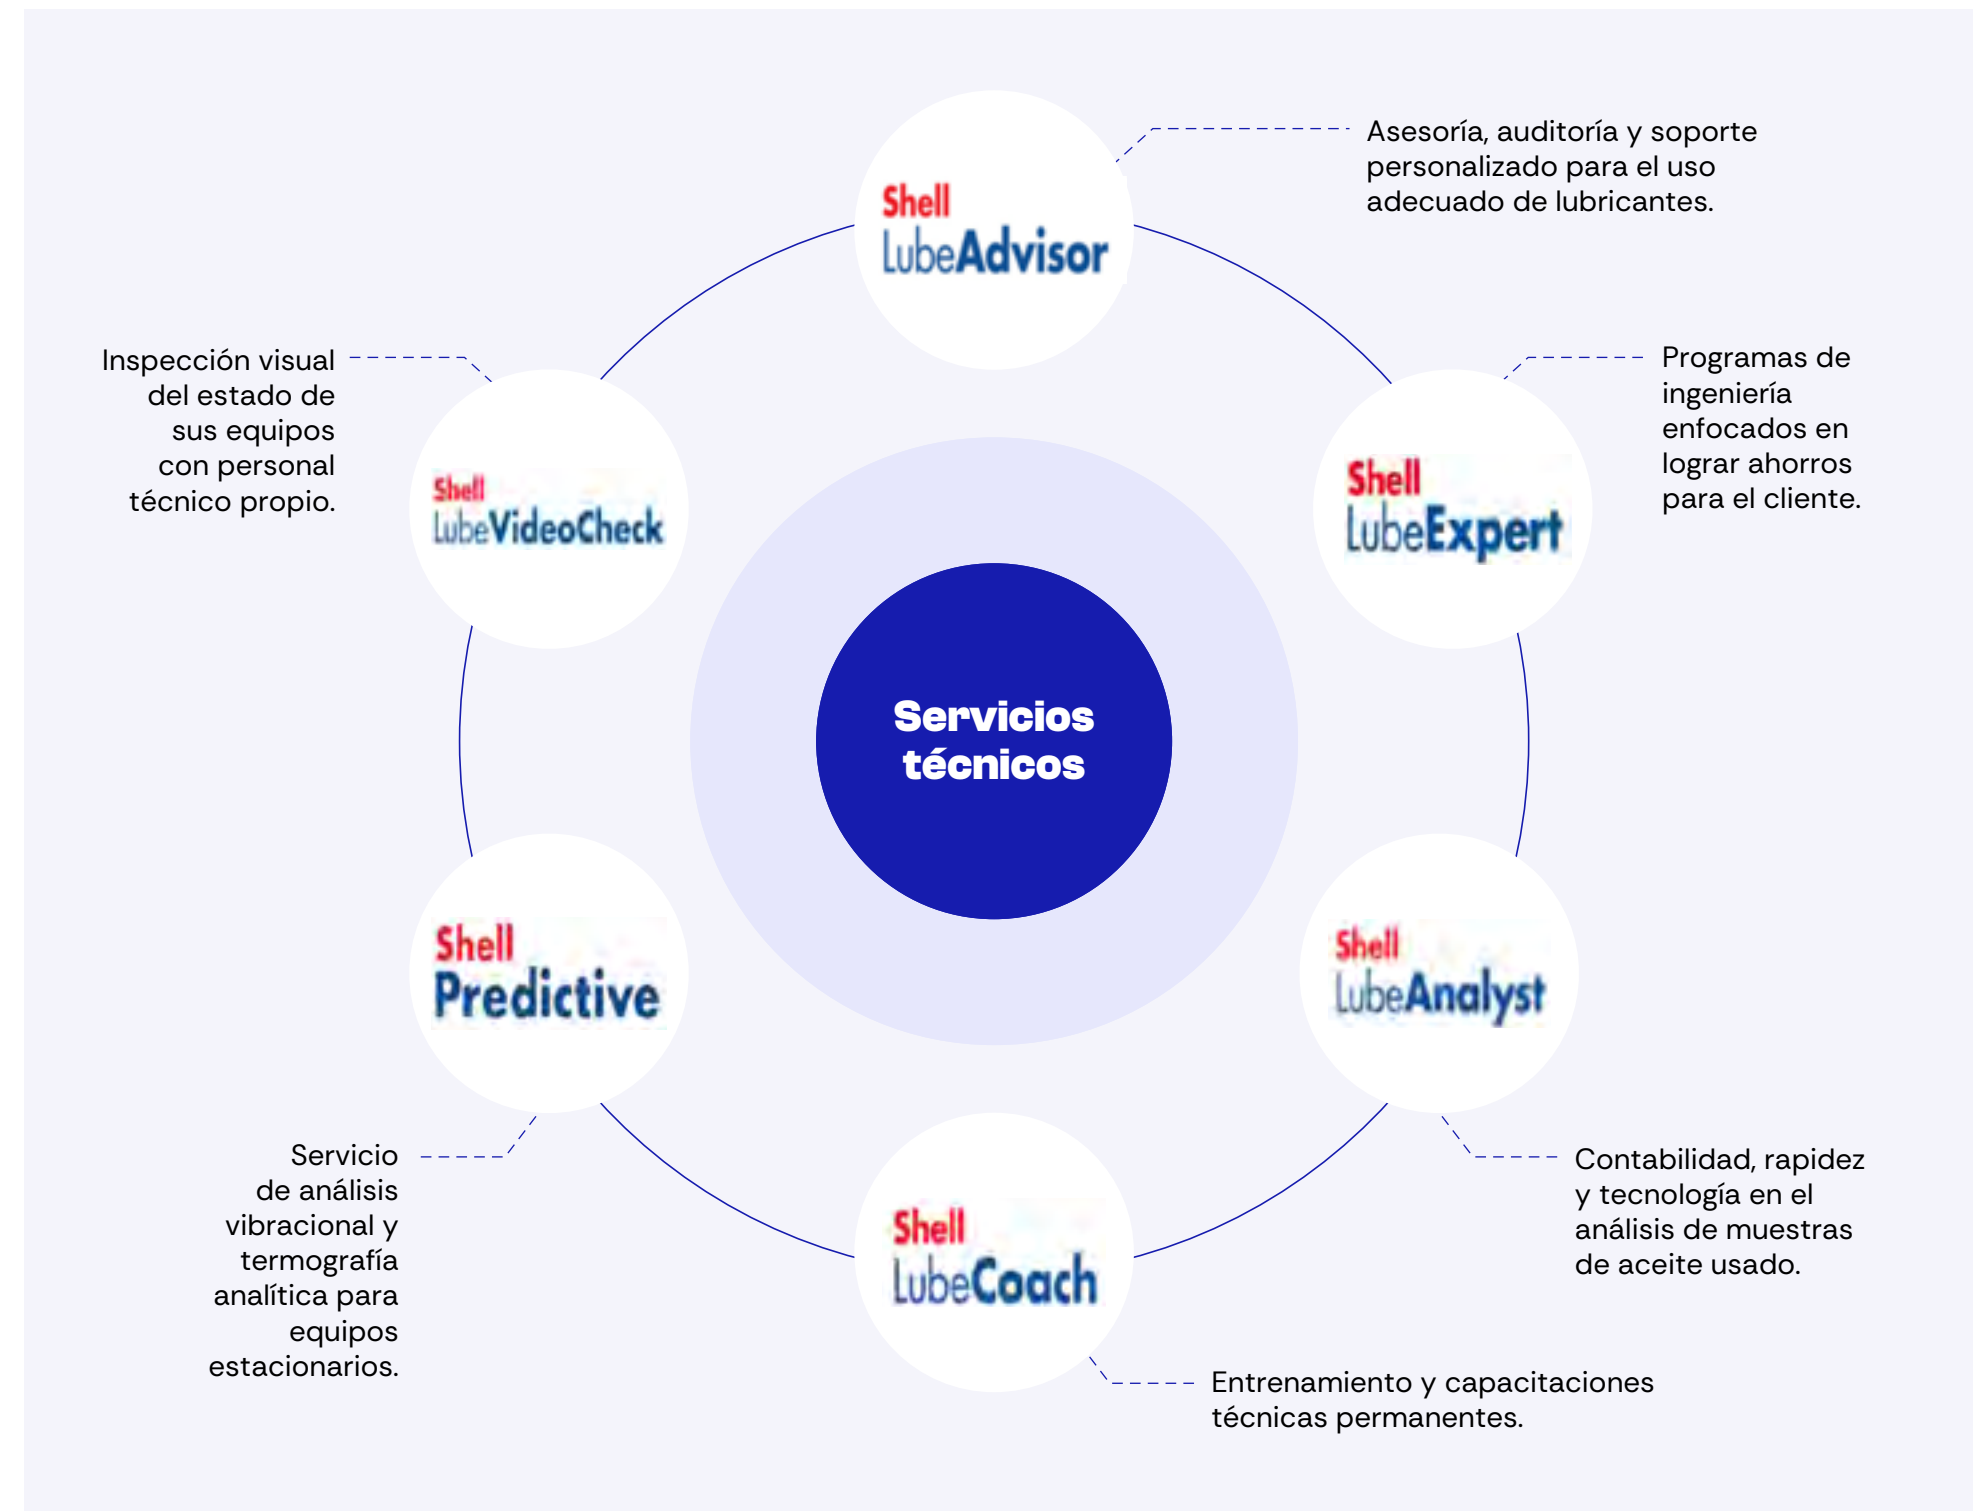 Shell
LubeAdvisor
Asesoría, auditoría y soporte
personalizado para el uso
adecuado de lubricantes.
Shell
LubeExpert
Programas de
ingeniería
enfocados en
lograr ahorros
para el cliente.
Shell
LubeAnalyst
Contabilidad, rapidez
y tecnología en el
análisis de muestras
de aceite usado.
Shell
LubeCoach
Entrenamiento y capacitaciones
técnicas permanentes.
Shell
Predictive
Servicio
de análisis
vibracional y
termografía
analítica para
equipos
estacionarios.
Shell
LubeVideoCheck
Inspección visual
del estado de
sus equipos
con personal
técnico propio.
Servicios
técnicos